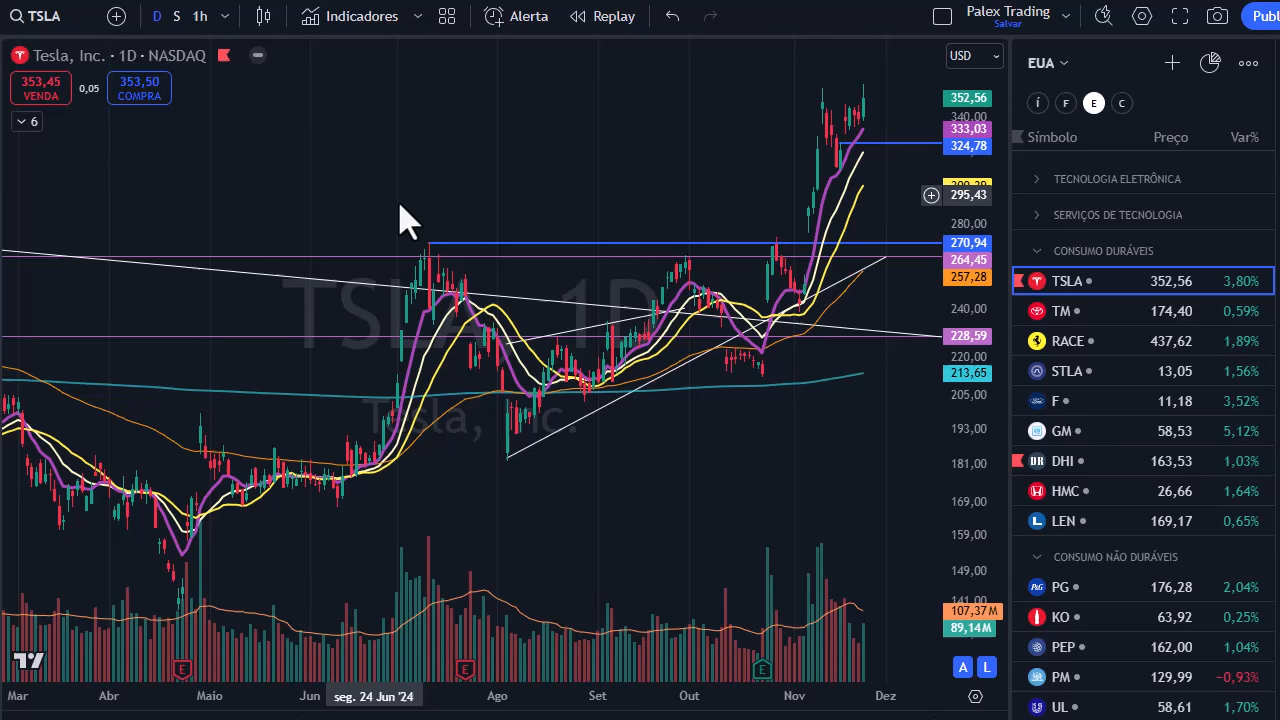 TSLA
D S 1h
Indicadores
Alerta
Replay
Palex Trading
Salvar
Publ
Tesla, Inc. · 1D · NASDAQ
353,45
VENDA
0,05
353,50
COMPRA
6
USD
TSLA, 1D
Tesla, Inc.
352,56
340,00
333,03
324,78
295,43
280,00
270,94
264,45
257,28
240,00
228,59
220,00
213,65
205,00
193,00
181,00
169,00
159,00
149,00
141,00
107,37M
89,14M
E
E
E
A
L
Mar
Abr
Maio
Jun
seg. 24 Jun '24
Ago
Set
Out
Nov
Dez
EUA
I F E C
Símbolo Preço Var%
TECNOLOGIA ELETRÔNICA
SERVIÇOS DE TECNOLOGIA
CONSUMO DURÁVEIS
TSLA 352,56 3,80%
TM 174,40 0,59%
RACE 437,62 1,89%
STLA 13,05 1,56%
F 11,18 3,52%
GM 58,53 5,12%
DHI 163,53 1,03%
HMC 26,66 1,64%
LEN 169,17 0,65%
CONSUMO NÃO DURÁVEIS
PG 176,28 2,04%
KO 63,92 0,25%
PEP 162,00 1,04%
PM 129,99 −0,93%
UL 58,61 1,70%